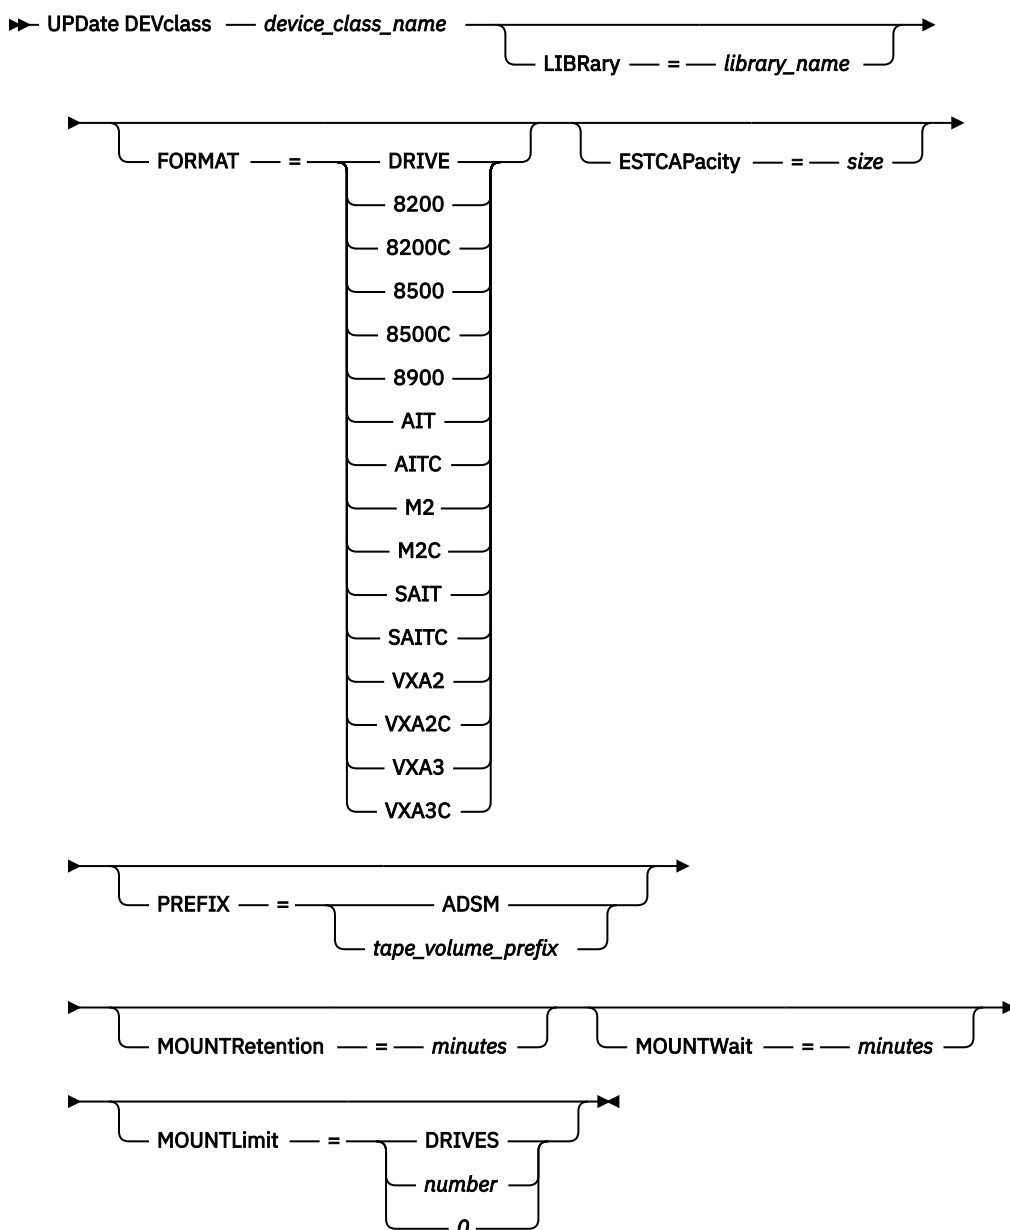 UPDate DEVclass device_class_name
LIBRary = library_name
FORMAT = DRIVE ESTCAPacity = size
8200
8200C
8500
8500C
8900
AIT
AITC
M2
M2C
SAIT
SAITC
VXA2
VXA2C
VXA3
VXA3C
PREFIX = ADSM
tape_volume_prefix
MOUNTRetention = minutes MOUNTWait = minutes
MOUNTLimit = DRIVES
number
0